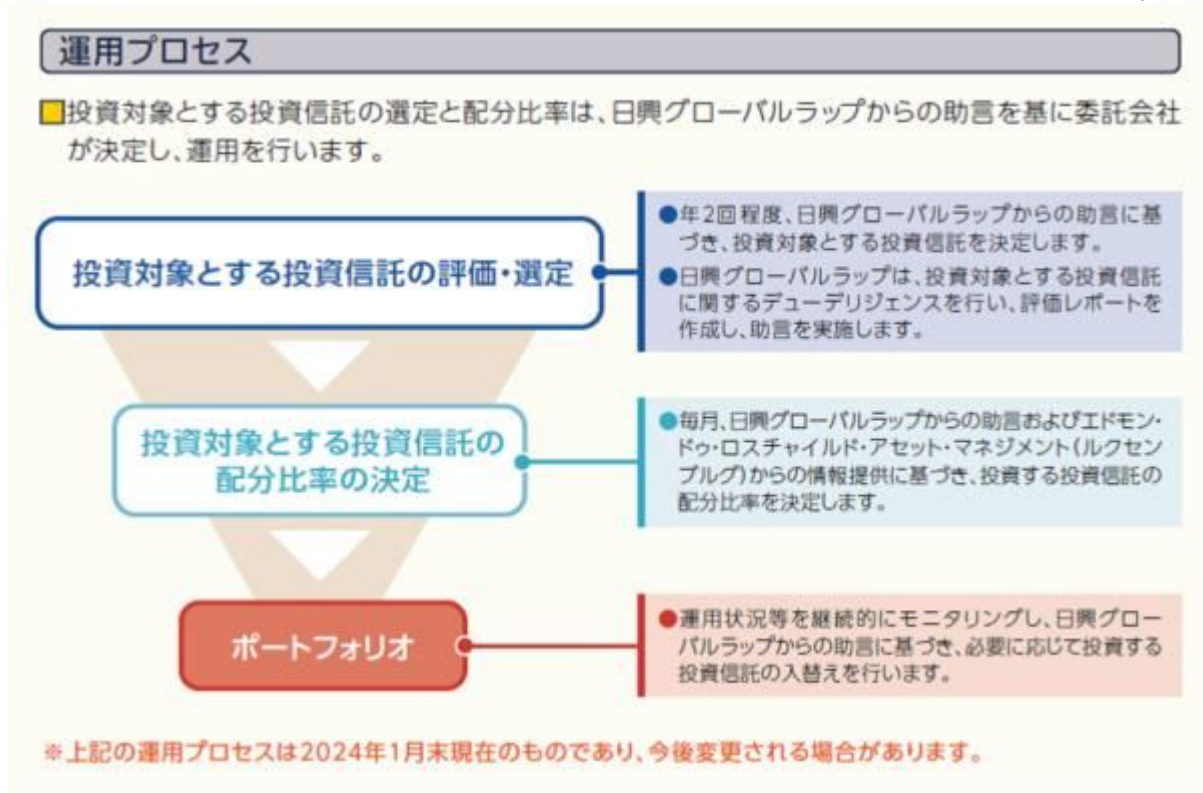 運用プロセス
投資対象とする投資信託の選定と配分比率は、日興グローバルラップからの助言を基に委託会社
が決定し、運用を行います。
投資対象とする投資信託の評価・選定
●年2回程度、日興グローバルラップからの助言に基
づき、投資対象とする投資信託を決定します。
●日興グローバルラップは、投資対象とする投資信託
に関するデューデリジェンスを行い、評価レポートを
作成し、助言を実施します。
投資対象とする投資信託の
配分比率の決定
●毎月、日興グローバルラップからの助言およびエドモン・
ドゥ・ロスチャイルド・アセット・マネジメント(ルクセン
ブルグ)からの情報提供に基づき、投資する投資信託の
配分比率を決定します。
ポートフォリオ
●運用状況等を継続的にモニタリングし、日興グロー
バルラップからの助言に基づき、必要に応じて投資する
投資信託の入替えを行います。
※上記の運用プロセスは2024年1月末現在のものであり、今後変更される場合があります。